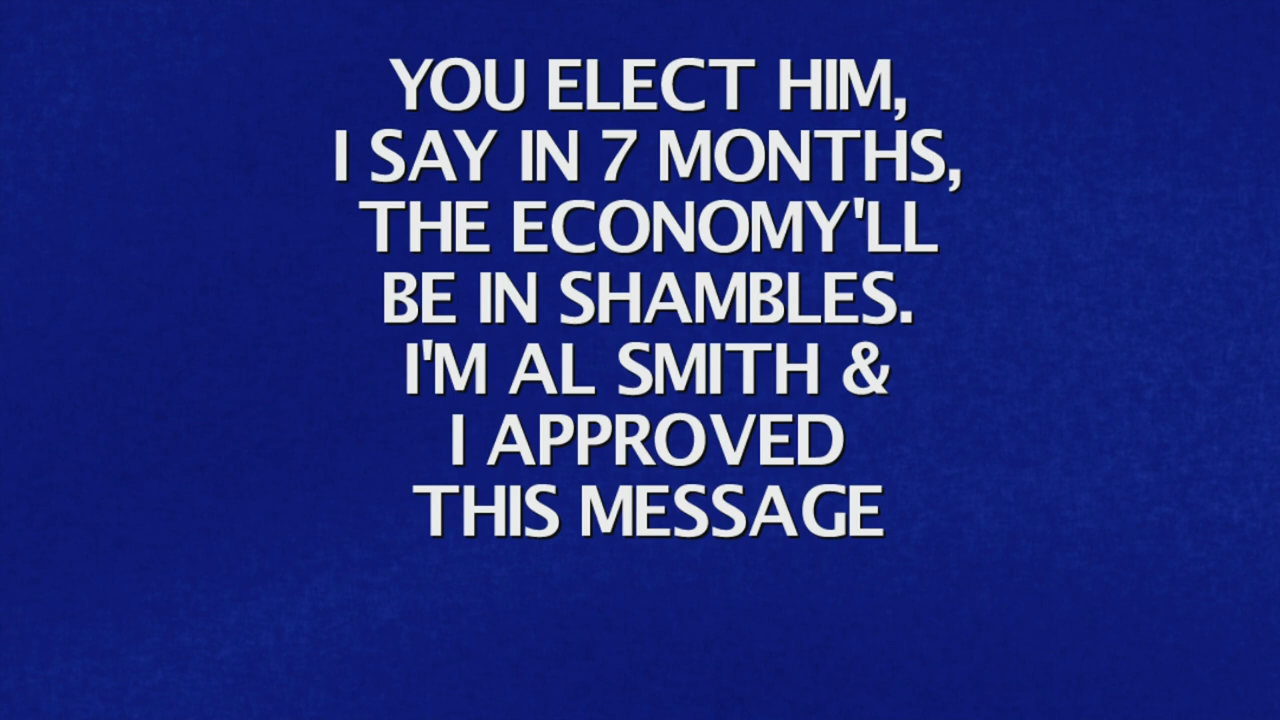 YOU ELECT HIM,
I SAY IN 7 MONTHS,
THE ECONOMY'LL
BE IN SHAMBLES.
I'M AL SMITH &
I APPROVED
THIS MESSAGE